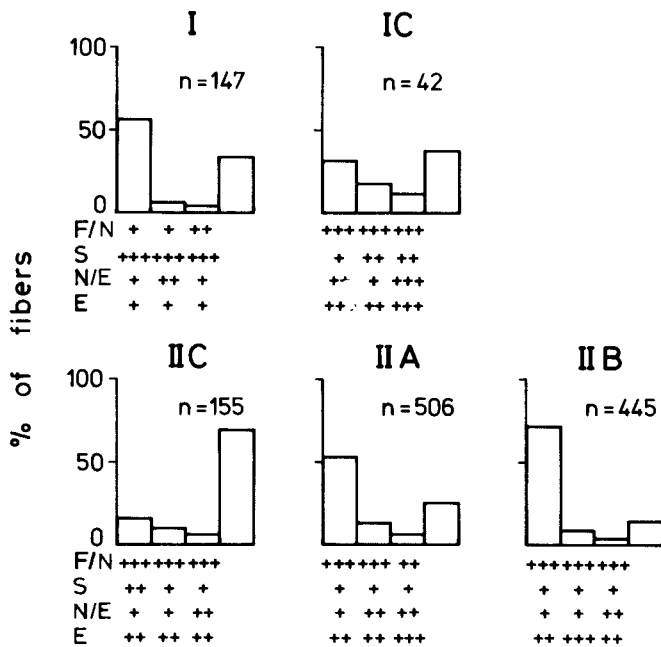 % of fibers
I IC
100 n=147 n=42
50
0
F/N + + ++ +++ +++ +++
S +++ +++ +++ + ++ ++
N/E + ++ + + + +++
E + + + ++ ++ +++
IIC IIA IIB
100 n=155 n=506 n=445
50
0
F/N +++ +++ +++ +++ +++ ++ +++ +++ +++
S ++ + + + + + + + +
N/E + + ++ + ++ ++ + + ++
E ++ ++ ++ ++ ++ +++ ++ +++ ++